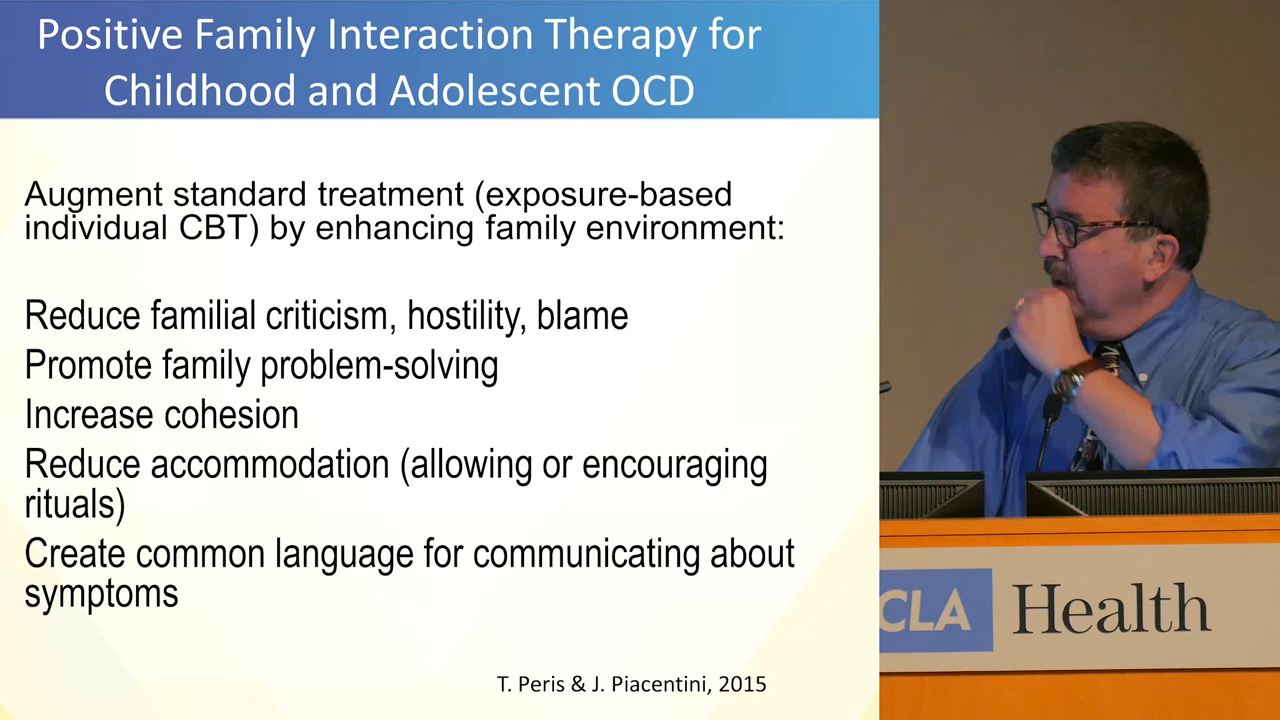 Positive Family Interaction Therapy for
Childhood and Adolescent OCD
Augment standard treatment (exposure-based
individual CBT) by enhancing family environment:
Reduce familial criticism, hostility, blame
Promote family problem-solving
Increase cohesion
Reduce accommodation (allowing or encouraging
rituals)
Create common language for communicating about
symptoms
T. Peris & J. Piacentini, 2015
CLA Health